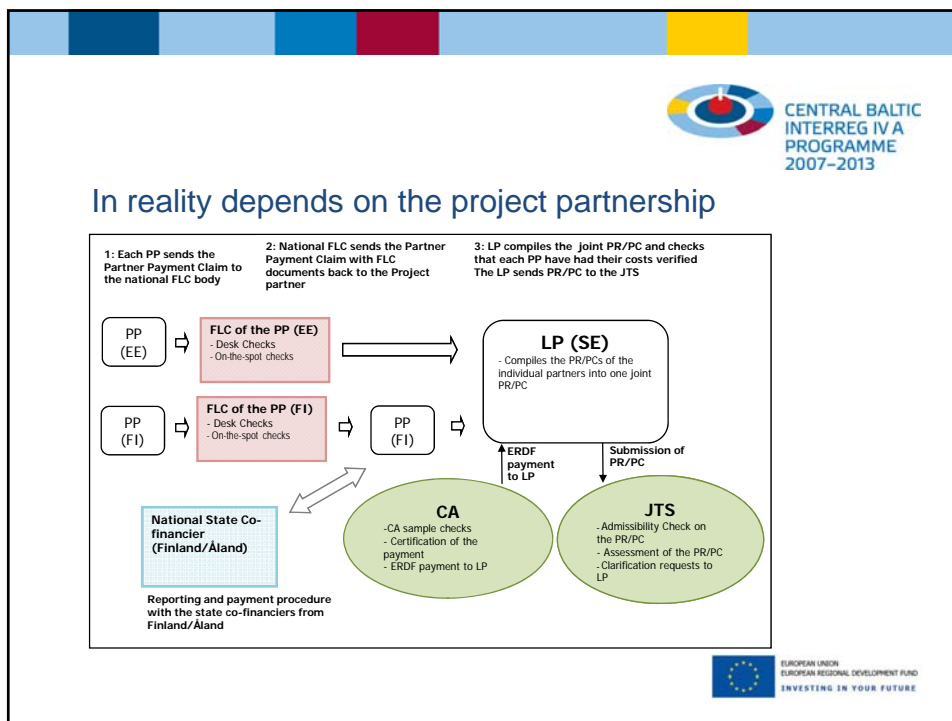 CENTRAL BALTIC
INTERREG IV A
PROGRAMME
2007–2013
In reality depends on the project partnership
1: Each PP sends the
Partner Payment Claim to
the national FLC body
2: National FLC sends the Partner
Payment Claim with FLC
documents back to the Project
partner
3: LP compiles the joint PR/PC and checks
that each PP have had their costs verified
The LP sends PR/PC to the JTS
PP
(EE)
FLC of the PP (EE)
- Desk Checks
- On-the-spot checks
LP (SE)
- Compiles the PR/PCs of the
individual partners into one joint
PR/PC
PP
(FI)
FLC of the PP (FI)
- Desk Checks
- On-the-spot checks
PP
(FI)
ERDF
payment
to LP
Submission of
PR/PC
National State Co-
financier
(Finland/Åland)
CA
-CA sample checks
- Certification of the
payment
- ERDF payment to LP
JTS
- Admissibility Check on
the PR/PC
- Assessment of the PR/PC
- Clarification requests to
LP
Reporting and payment procedure
with the state co-financiers from
Finland/Åland
EUROPEAN UNION
EUROPEAN REGIONAL DEVELOPMENT FUND
INVESTING IN YOUR FUTURE